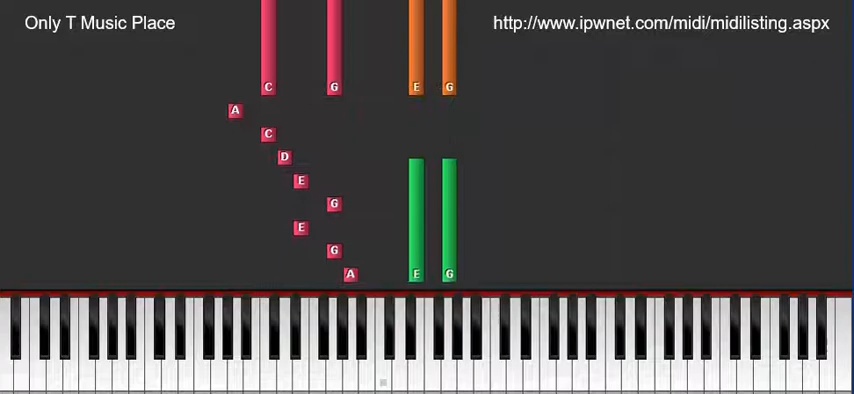 Only T Music Place
http://www.ipwnet.com/midi/midilisting.aspx
C G E G
A
C
D
E
G
E
G
A E G